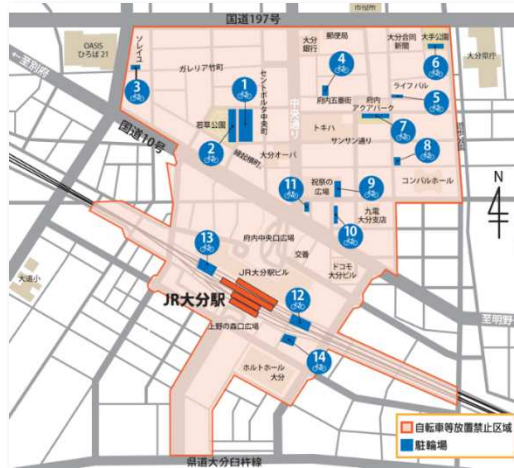 市役所
国道197号
OASIS
ひろば21
ソレイユ
ガレリア竹町
郵便局
大分
銀行
大分合同
新聞
大手公園
大分県庁
←至別府
国道10号
若草公園
セントポルタ中央町
中央通り
府内五番街
府内
アクアパーク
ライフパル
トキハ
サンサン通り
大分オーパ
コンパルホール
祝祭の
広場
九電
大分支店
府内中央口広場
交番
ドコモ
大分ビル
JR大分駅ビル
JR大分駅
上野の森口広場
ホルトホール
大分
大道小
至明野→
県道大分臼杵線
N
1
2
3
4
5
6
7
8
9
10
11
12
13
14
自転車等放置禁止区域
駐輪場